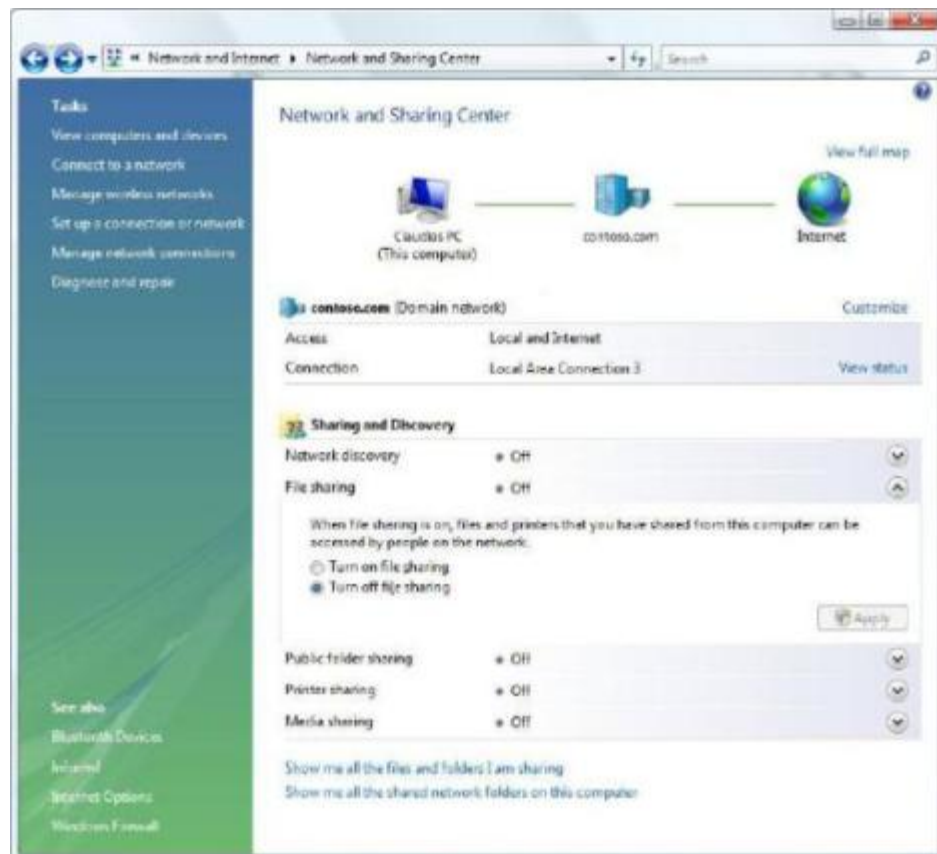 « Network and Internet ▸ Network and Sharing Center
Search
Tasks
View computers and devices
Connect to a network
Manage wireless networks
Set up a connection or network
Manage network connections
Diagnose and repair
See also
Bluetooth Devices
Infrared
Internet Options
Windows Firewall
Network and Sharing Center
View full map
Claudios PC
(This computer)
contoso.com
Internet
contoso.com (Domain network)
Customize
Access Local and Internet
Connection Local Area Connection 3 View status
Sharing and Discovery
Network discovery Off
File sharing Off
When file sharing is on, files and printers that you have shared from this computer can be
accessed by people on the network.
Turn on file sharing
Turn off file sharing
Apply
Public folder sharing Off
Printer sharing Off
Media sharing Off
Show me all the files and folders I am sharing
Show me all the shared network folders on this computer